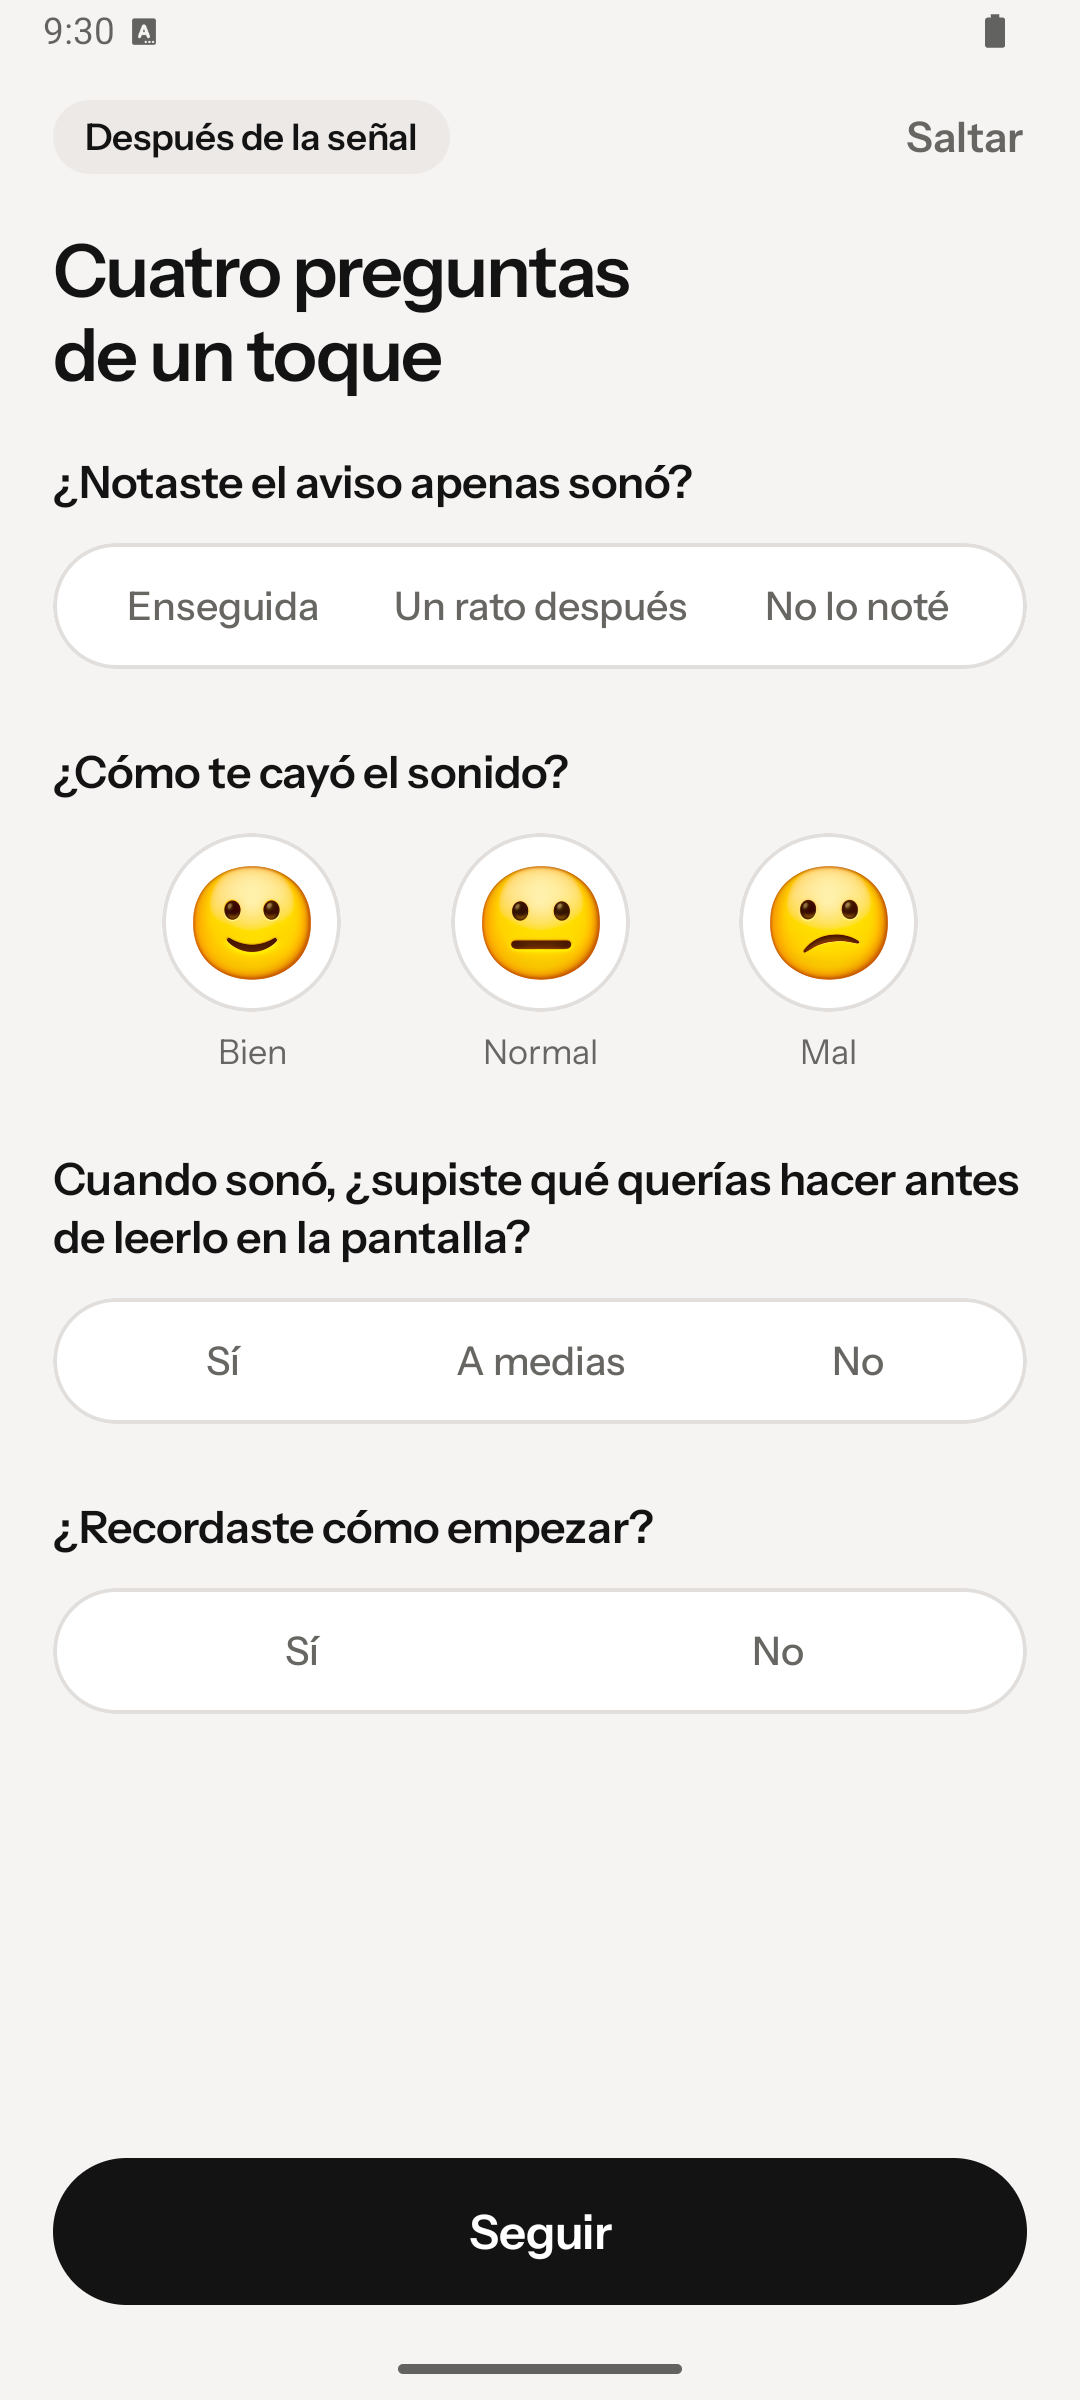 9:30
Después de la señal
Saltar
Cuatro preguntas
de un toque
¿Notaste el aviso apenas sonó?
Enseguida Un rato después No lo noté
¿Cómo te cayó el sonido?
Bien Normal Mal
Cuando sonó, ¿supiste qué querías hacer antes
de leerlo en la pantalla?
Sí A medias No
¿Recordaste cómo empezar?
Sí No
Seguir